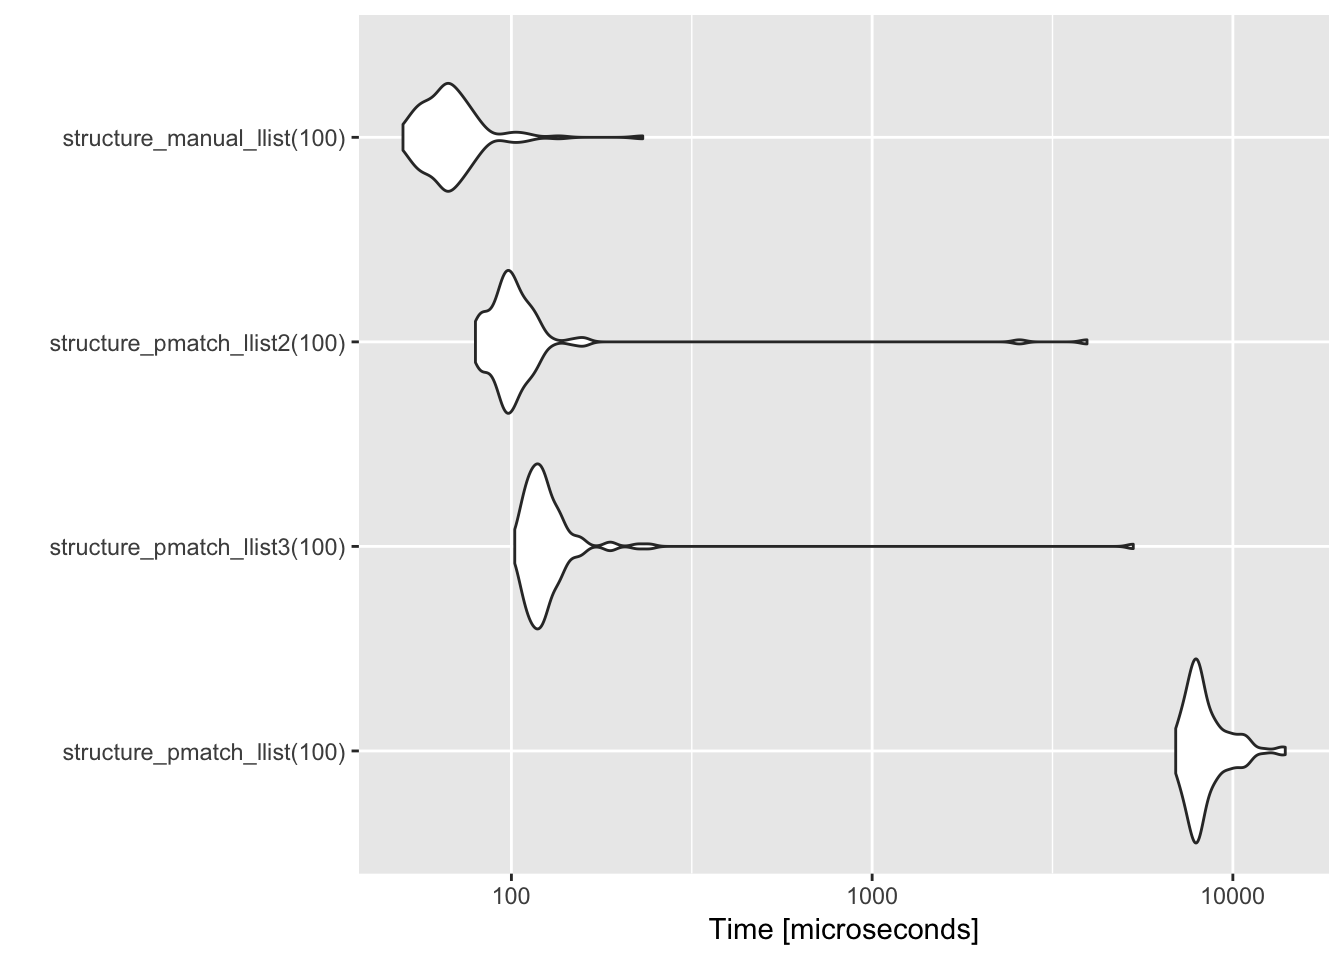 structure_manual_llist(100)
structure_pmatch_llist2(100)
structure_pmatch_llist3(100)
structure_pmatch_llist(100)
100 1000 10000
Time [microseconds]